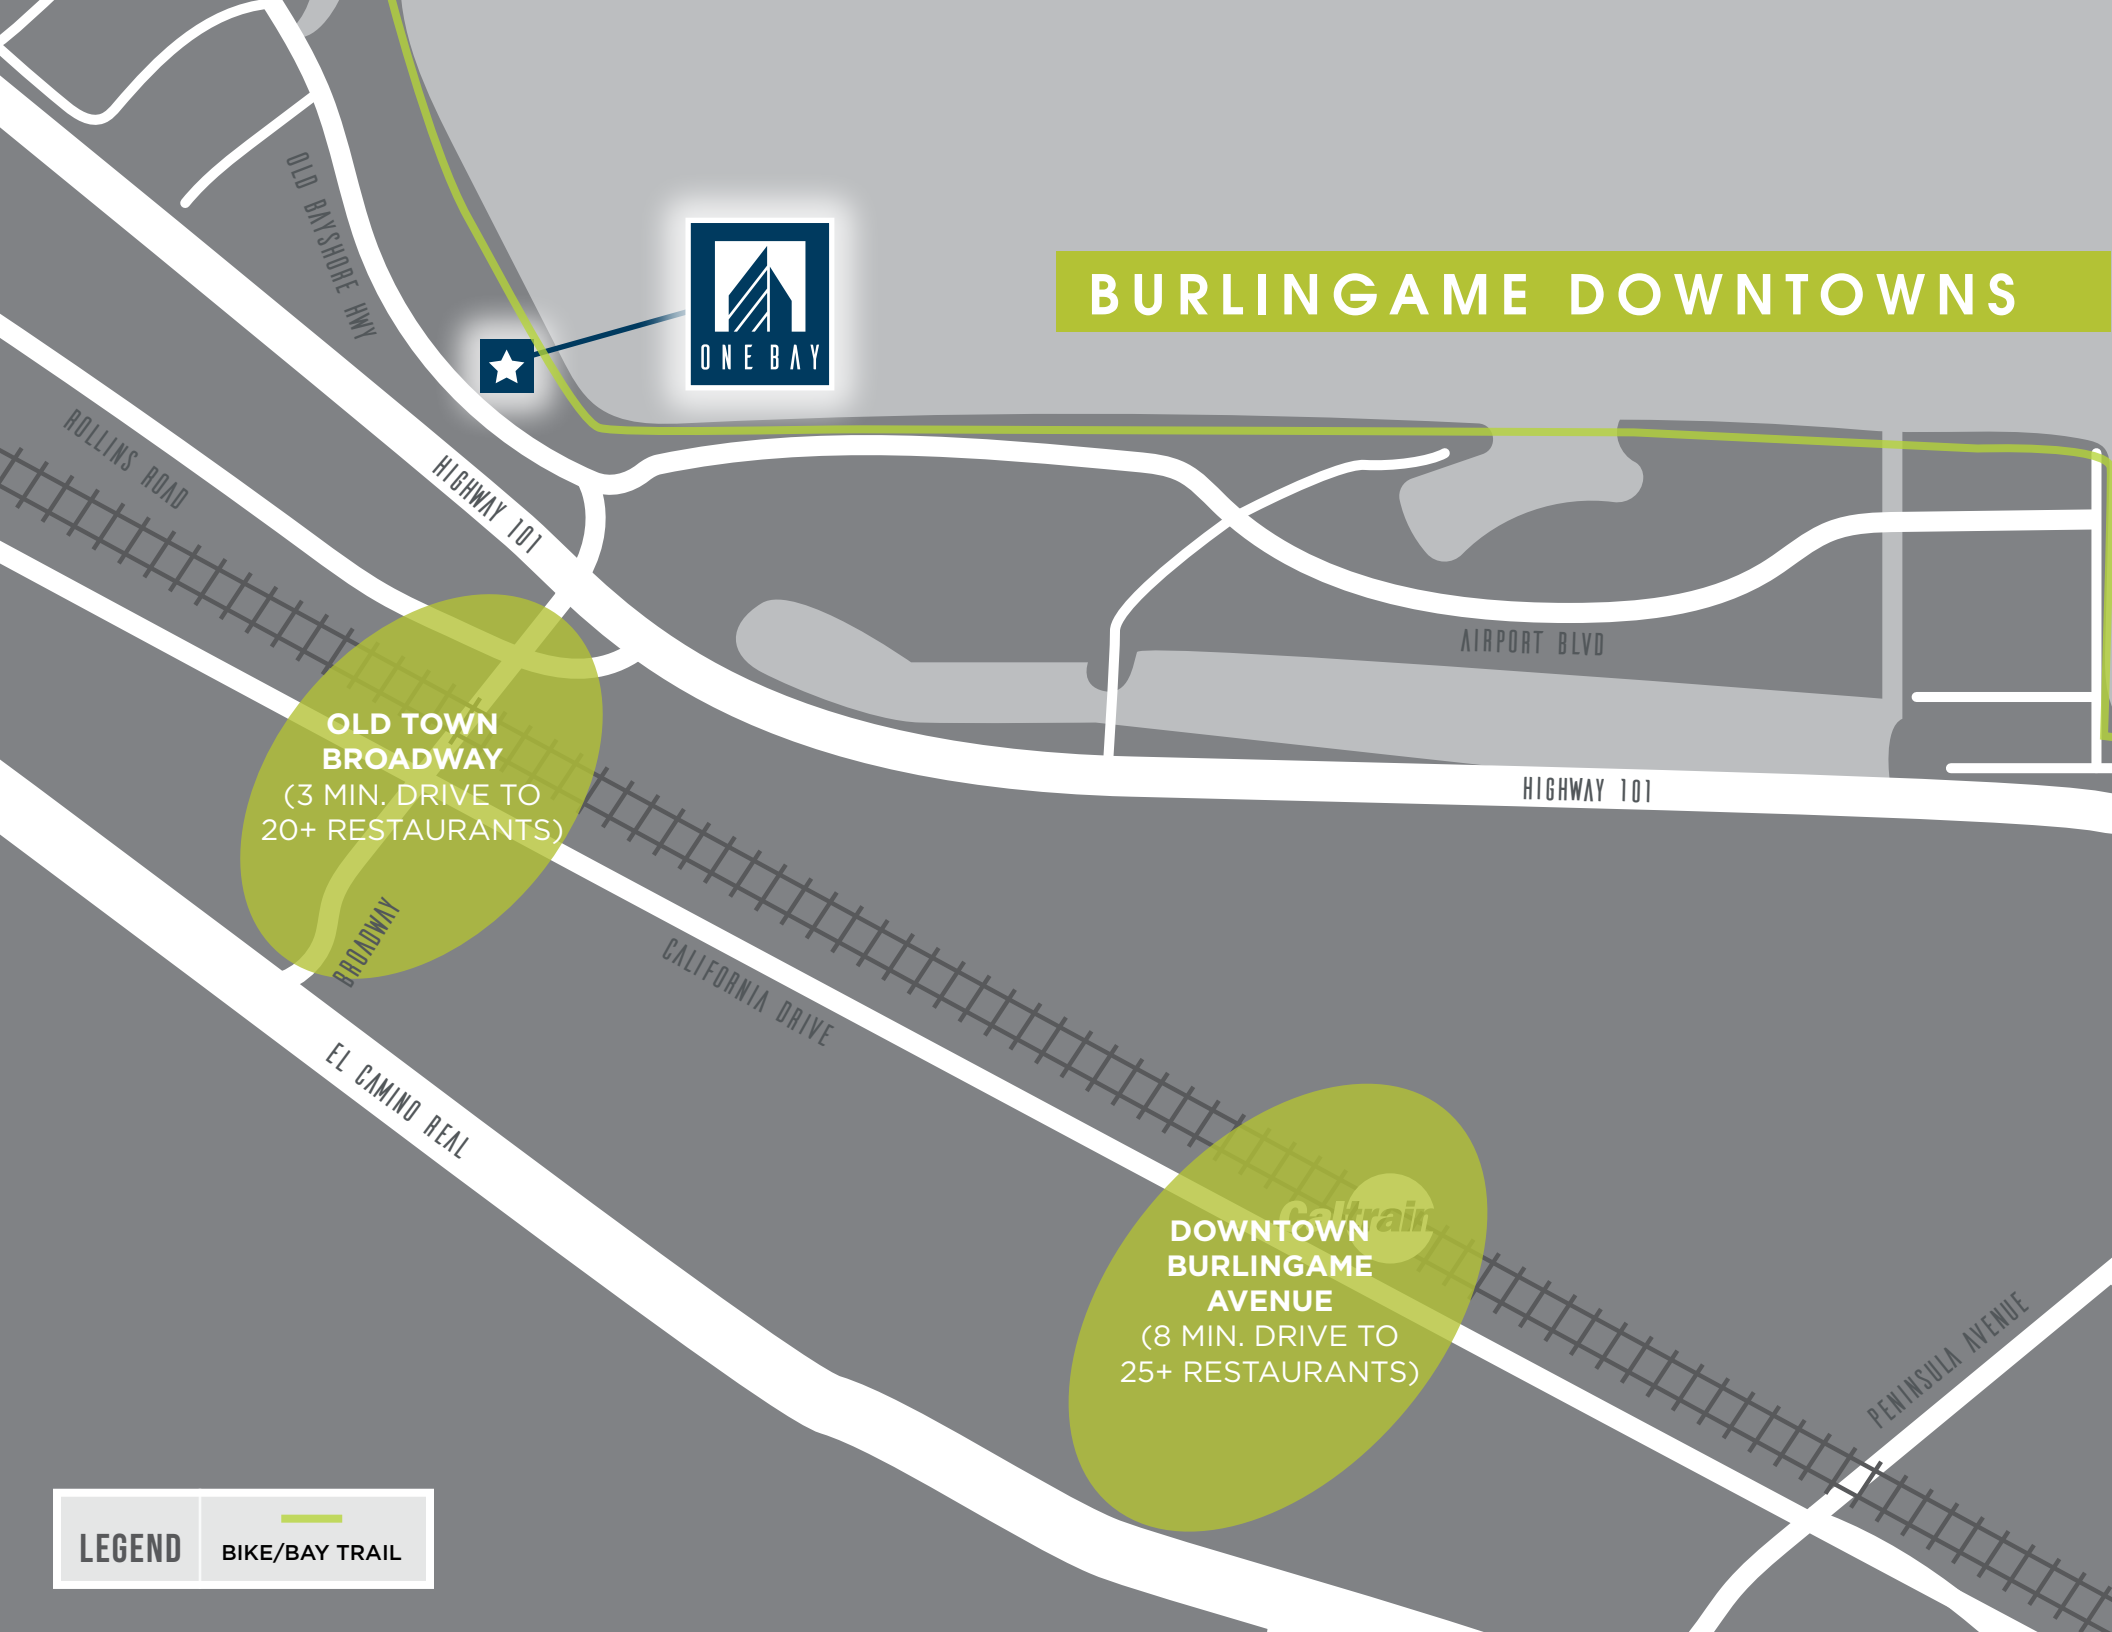 OLD BAYSHORE HWY
ONE BAY
BURLINGAME DOWNTOWNS
ROLLINS ROAD
HIGHWAY 101
AIRPORT BLVD
HIGHWAY 101
OLD TOWN
BROADWAY
(3 MIN. DRIVE TO
20+ RESTAURANTS)
BROADWAY
CALIFORNIA DRIVE
EL CAMINO REAL
Caltrain
DOWNTOWN
BURLINGAME
AVENUE
(8 MIN. DRIVE TO
25+ RESTAURANTS)
PENINSULA AVENUE
LEGEND
BIKE/BAY TRAIL